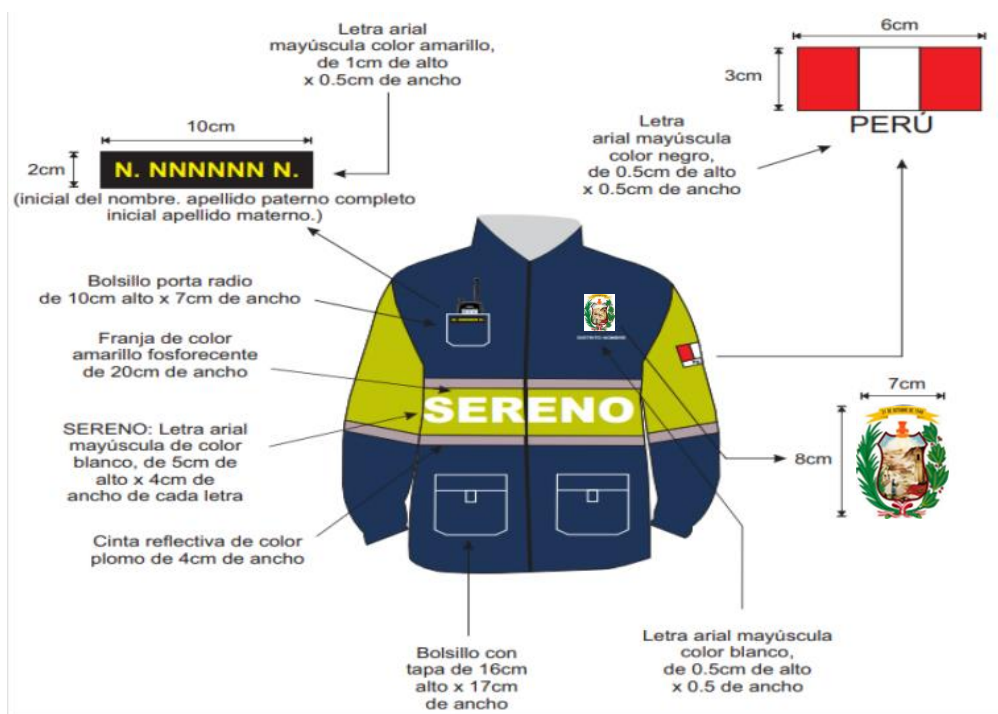 Letra arial
mayúscula color amarillo,
de 1cm de alto
x 0.5cm de ancho
10cm
2cm
N. NNNNNN N.
(inicial del nombre. apellido paterno completo
inicial apellido materno.)
6cm
3cm
PERÚ
Letra
arial mayúscula
color negro,
de 0.5cm de alto
x 0.5cm de ancho
Bolsillo porta radio
de 10cm alto x 7cm de ancho
Franja de color
amarillo fosforecente
de 20cm de ancho
SERENO: Letra arial
mayúscula de color
blanco, de 5cm de
alto x 4cm de
ancho de cada letra
Cinta reflectiva de color
plomo de 4cm de ancho
N. NNNNNN N.
DISTRITO NOMBRE
SERENO
7cm
8cm
Bolsillo con
tapa de 16cm
alto x 17cm
de ancho
Letra arial mayúscula
color blanco,
de 0.5cm de alto
x 0.5 de ancho